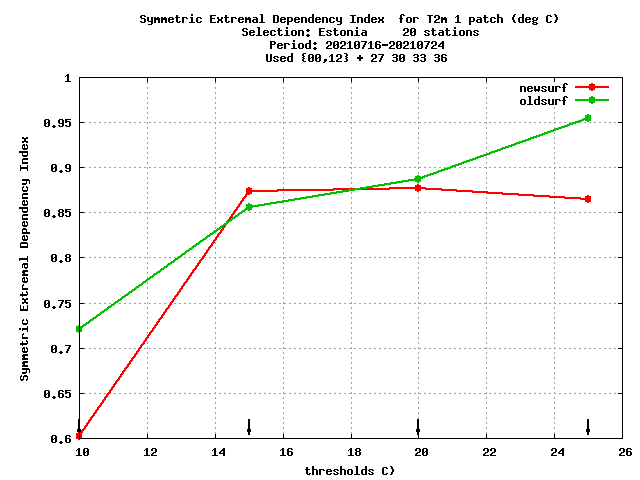 Symmetric Extremal Dependency Index  for T2m 1 patch (deg C)
Selection: Estonia     20 stations
Period: 20210716-20210724
Used {00,12} + 27 30 33 36
newsurf
oldsurf
1
0.95
0.9
0.85
0.8
0.75
0.7
0.65
0.6
Symmetric Extremal Dependency Index
10 12 14 16 18 20 22 24 26
thresholds C)